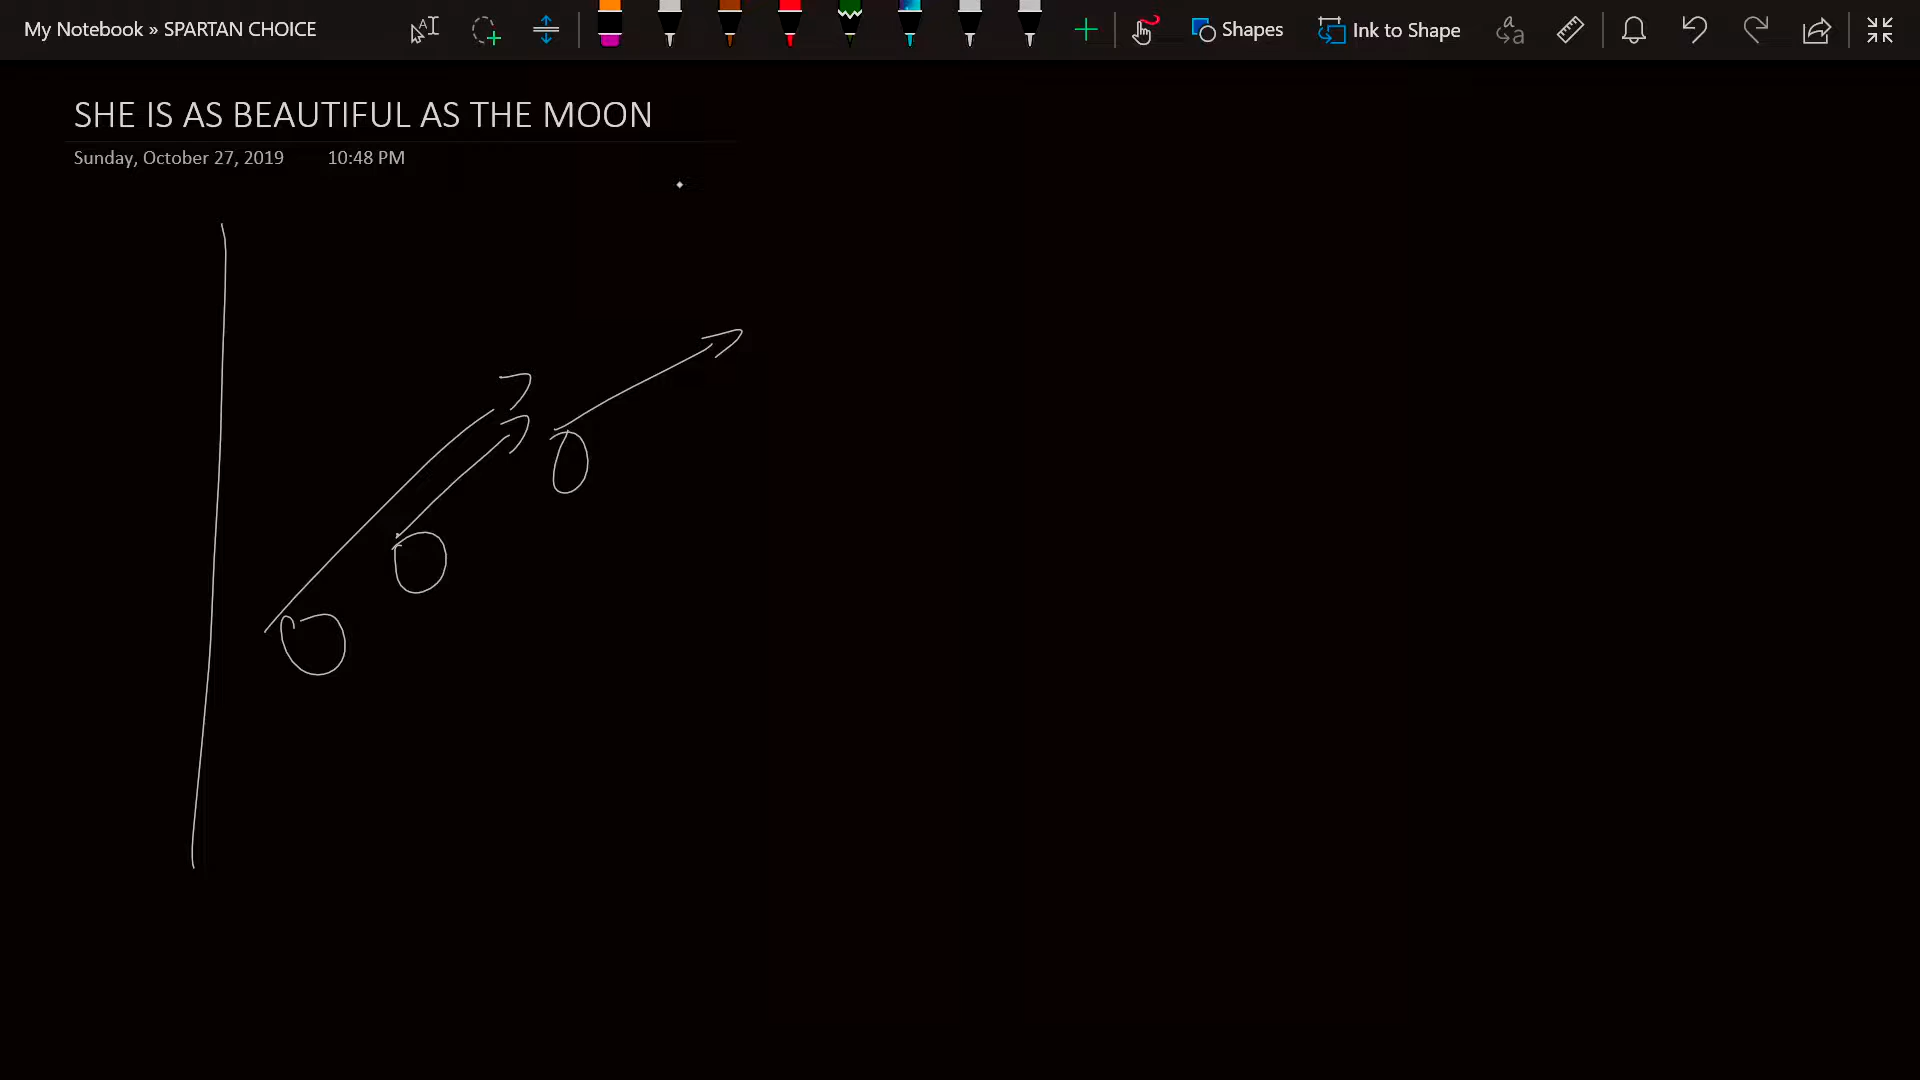 My Notebook » SPARTAN CHOICE
Shapes
Ink to Shape
SHE IS AS BEAUTIFUL AS THE MOON
Sunday, October 27, 2019 10:48 PM